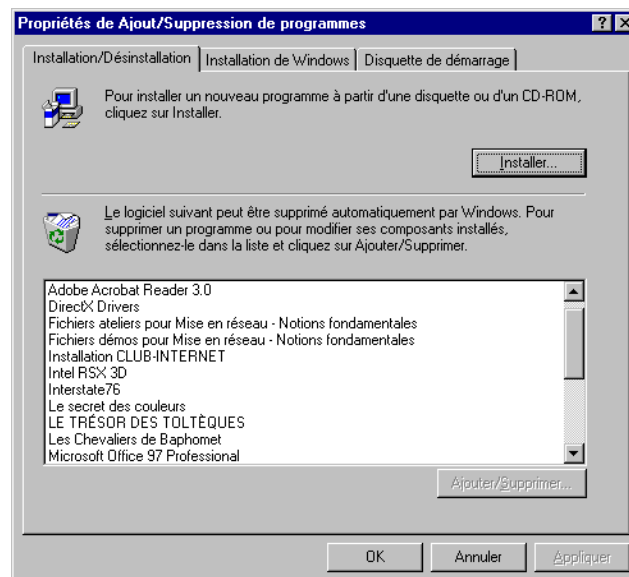 Propriétés de Ajout/Suppression de programmes
Installation/Désinstallation
Installation de Windows
Disquette de démarrage
Pour installer un nouveau programme à partir d'une disquette ou d'un CD-ROM,
cliquez sur Installer.
Installer...
Le logiciel suivant peut être supprimé automatiquement par Windows. Pour
supprimer un programme ou pour modifier ses composants installés,
sélectionnez-le dans la liste et cliquez sur Ajouter/Supprimer.
Adobe Acrobat Reader 3.0
DirectX Drivers
Fichiers ateliers pour Mise en réseau - Notions fondamentales
Fichiers démos pour Mise en réseau - Notions fondamentales
Installation CLUB-INTERNET
Intel RSX 3D
Interstate76
Le secret des couleurs
LE TRÉSOR DES TOLTÈQUES
Les Chevaliers de Baphomet
Microsoft Office 97 Professional
Ajouter/Supprimer...
OK
Annuler
Appliquer